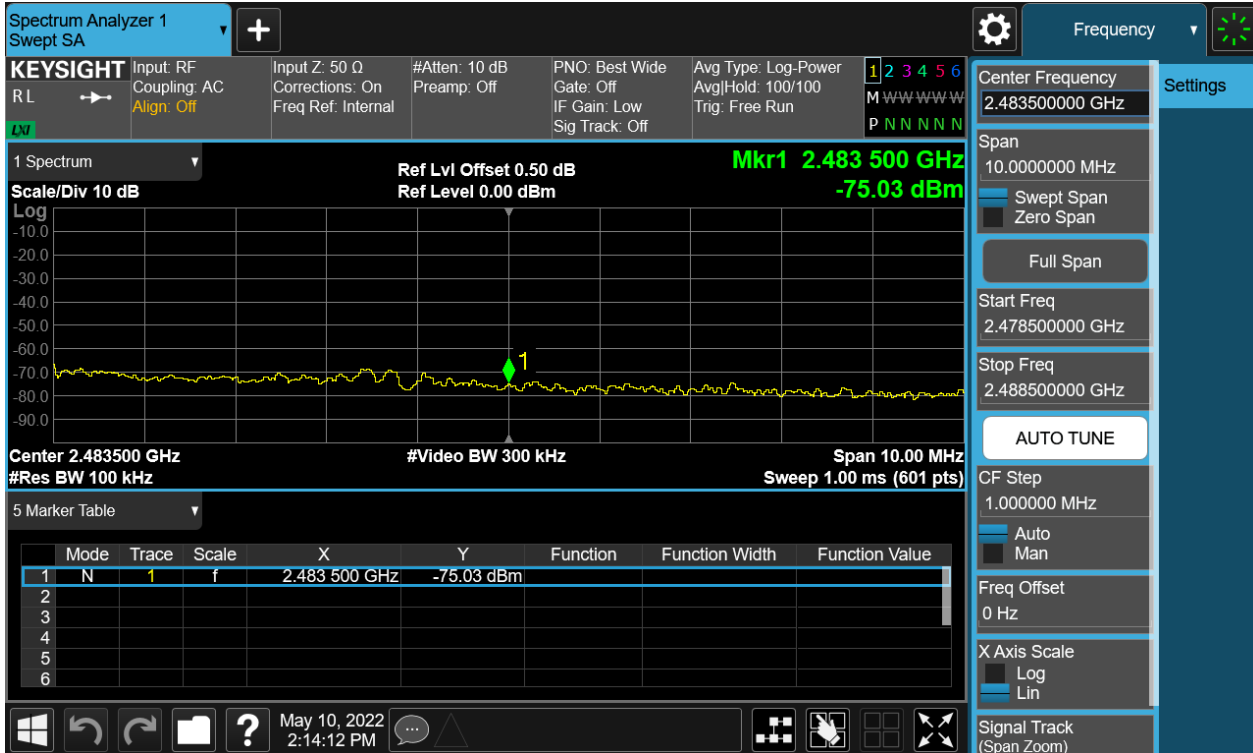 Spectrum Analyzer 1
Swept SA
Frequency
KEYSIGHT
R L
LXI
Input: RF
Coupling: AC
Align: Off
Input Z: 50 Ω
Corrections: On
Freq Ref: Internal
#Atten: 10 dB
Preamp: Off
PNO: Best Wide
Gate: Off
IF Gain: Low
Sig Track: Off
Avg Type: Log-Power
Avg|Hold: 100/100
Trig: Free Run
1 2 3 4 5 6
M W W W W W
P N N N N N
1 Spectrum
Scale/Div 10 dB
Ref Lvl Offset 0.50 dB
Ref Level 0.00 dBm
Mkr1 2.483 500 GHz
-75.03 dBm
Log
-10.0
-20.0
-30.0
-40.0
-50.0
-60.0
-70.0
-80.0
-90.0
1
Center 2.483500 GHz
#Res BW 100 kHz
#Video BW 300 kHz
Span 10.00 MHz
Sweep 1.00 ms (601 pts)
5 Marker Table
Mode Trace Scale X Y Function Function Width Function Value
1 N 1 f 2.483 500 GHz -75.03 dBm
2
3
4
5
6
May 10, 2022
2:14:12 PM
Center Frequency
2.483500000 GHz
Span
10.0000000 MHz
Swept Span
Zero Span
Full Span
Start Freq
2.478500000 GHz
Stop Freq
2.488500000 GHz
AUTO TUNE
CF Step
1.000000 MHz
Auto
Man
Freq Offset
0 Hz
X Axis Scale
Log
Lin
Signal Track
(Span Zoom)
Settings